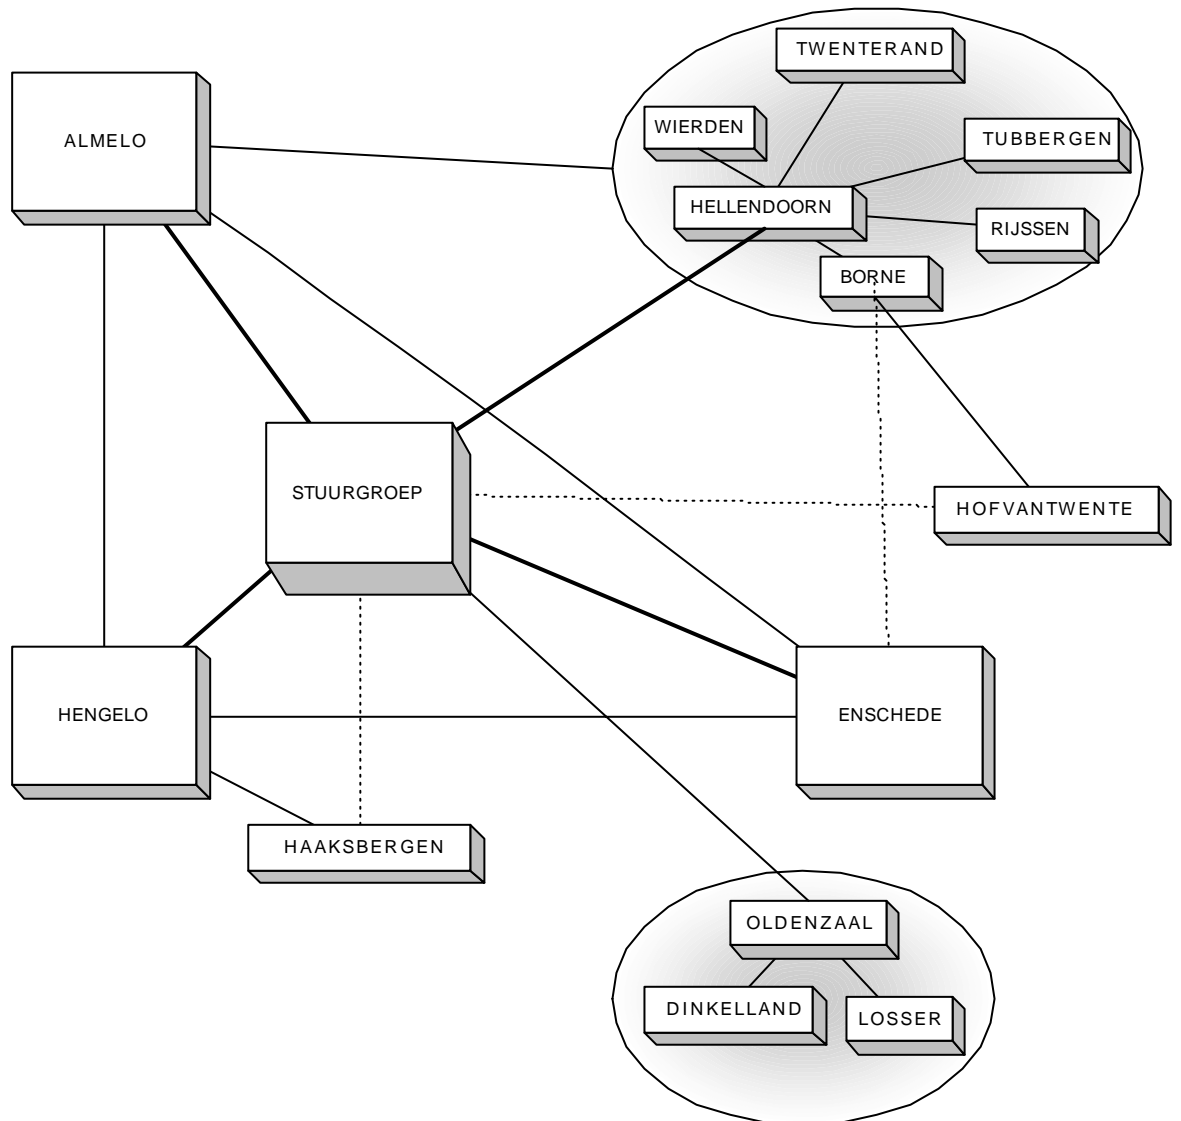 TWENTERAND
ALMELO
WIERDEN
TUBBERGEN
HELLENDOORN
RIJSSEN
BORNE
STUURGROEP
HOFVANTWENTE
HENGELO
ENSCHEDE
HAAKSBERGEN
OLDENZAAL
DINKELLAND
LOSSER